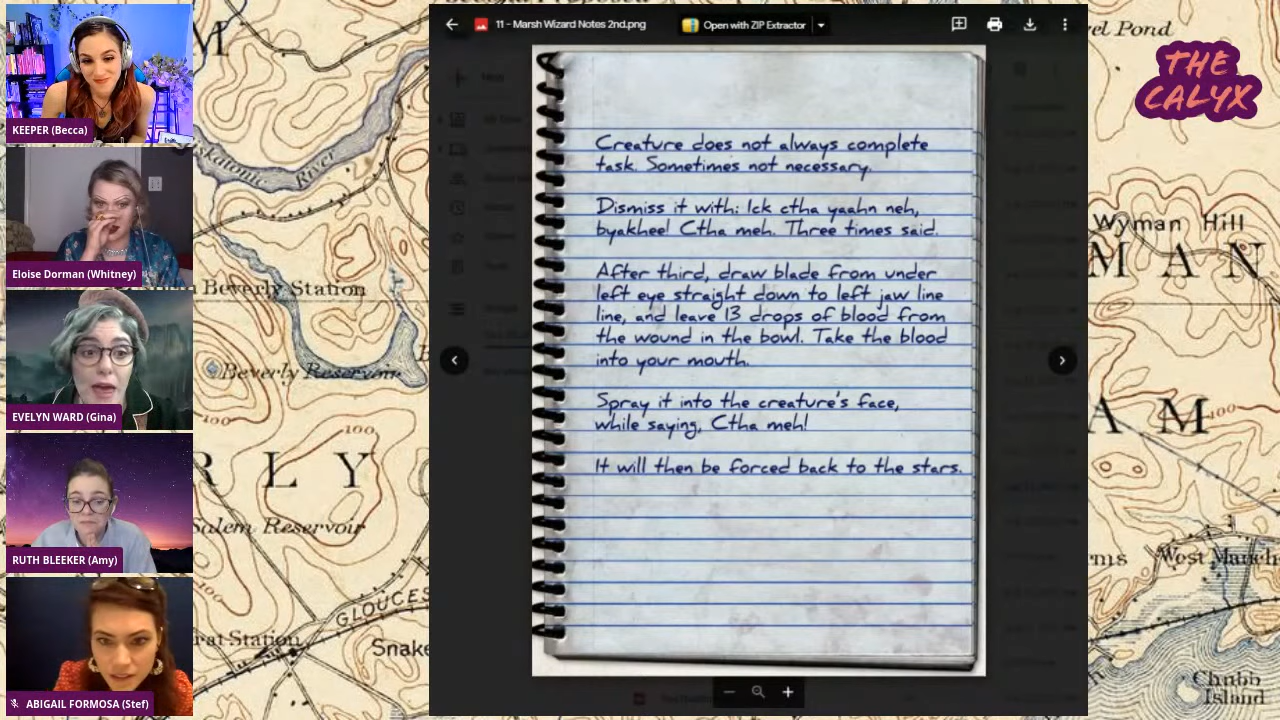 11 - Marsh Wizard Notes 2nd.png
Open with ZIP Extractor
THE
CALYX
KEEPER (Becca)
Eloise Dorman (Whitney)
EVELYN WARD (Gina)
RUTH BLEEKER (Amy)
ABIGAIL FORMOSA (Stef)
Creature does not always complete
task. Sometimes not necessary.
Dismiss it with: Ick ctha yaahn neh,
byakhee! Ctha meh. Three times said.
After third, draw blade from under
left eye straight down to left jaw line
line, and leave 13 drops of blood from
the wound in the bowl. Take the blood
into your mouth.
Spray it into the creature's face,
while saying, Ctha meh!
It will then be forced back to the stars.
River
Beverly Station
Beverly Reservoir
100
R L Y
Salem Reservoir
GLOUCES
Station
Snake
Pond
Wyman Hill
M A N
A M
100
West Manch
Chubb
Island